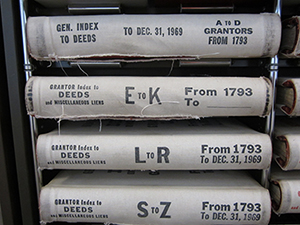 GEN. INDEX
TO DEEDS
TO DEC. 31, 1969
A TO D
GRANTORS
FROM 1793
GRANTOR Index to
DEEDS
and MISCELLANEOUS LIENS
E TO K
From 1793
To
GRANTOR Index to
DEEDS
and MISCELLANEOUS LIENS
L TO R
From 1793
To DEC. 31, 1969
GRANTOR Index to
DEEDS
and MISCELLANEOUS LIENS
S TO Z
From 1793
To DEC. 31, 1969